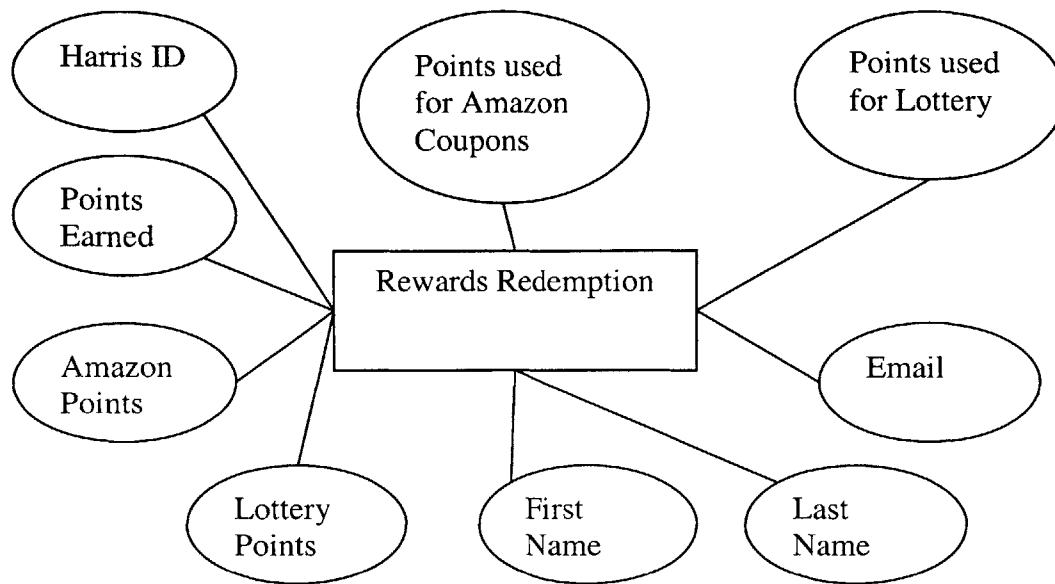 Harris ID
Points used
for Amazon
Coupons
Points used
for Lottery
Points
Earned
Rewards Redemption
Amazon
Points
Email
Lottery
Points
First
Name
Last
Name